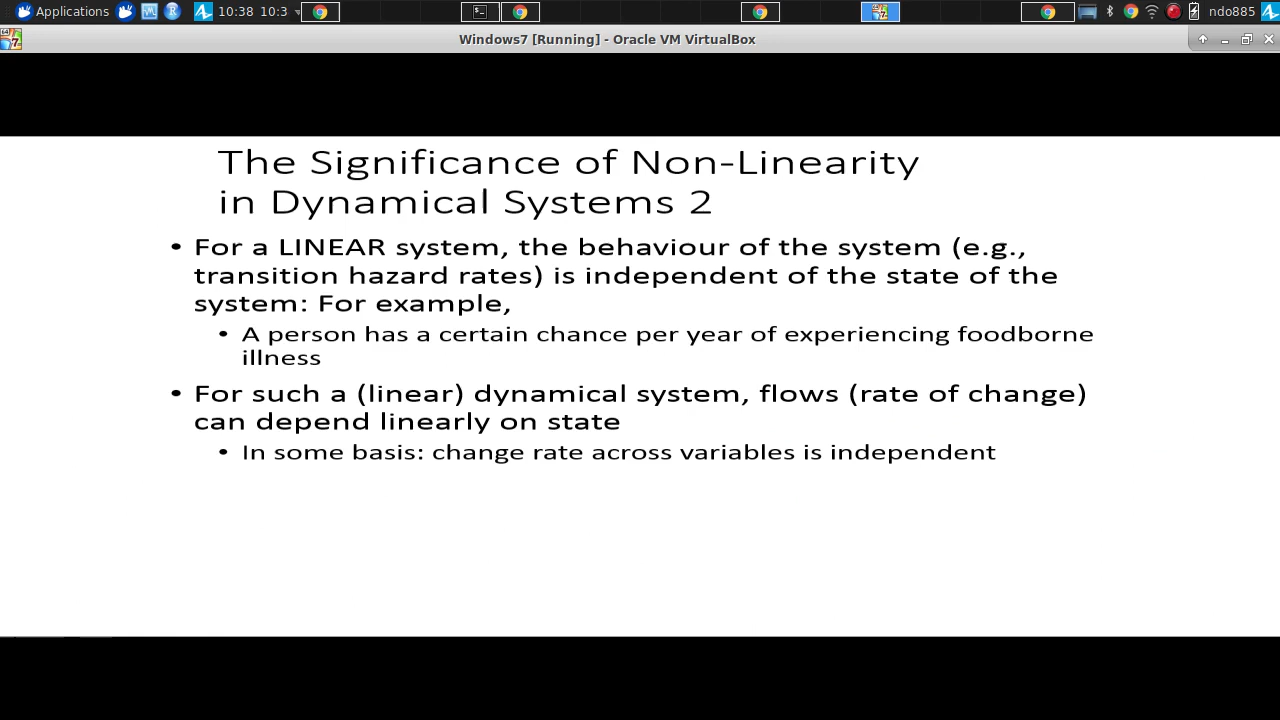 Applications
10:38
10:3
ndo885
Windows7 [Running] - Oracle VM VirtualBox
The Significance of Non-Linearity
in Dynamical Systems 2
• For a LINEAR system, the behaviour of the system (e.g.,
transition hazard rates) is independent of the state of the
system: For example,
• A person has a certain chance per year of experiencing foodborne
illness
• For such a (linear) dynamical system, flows (rate of change)
can depend linearly on state
• In some basis: change rate across variables is independent